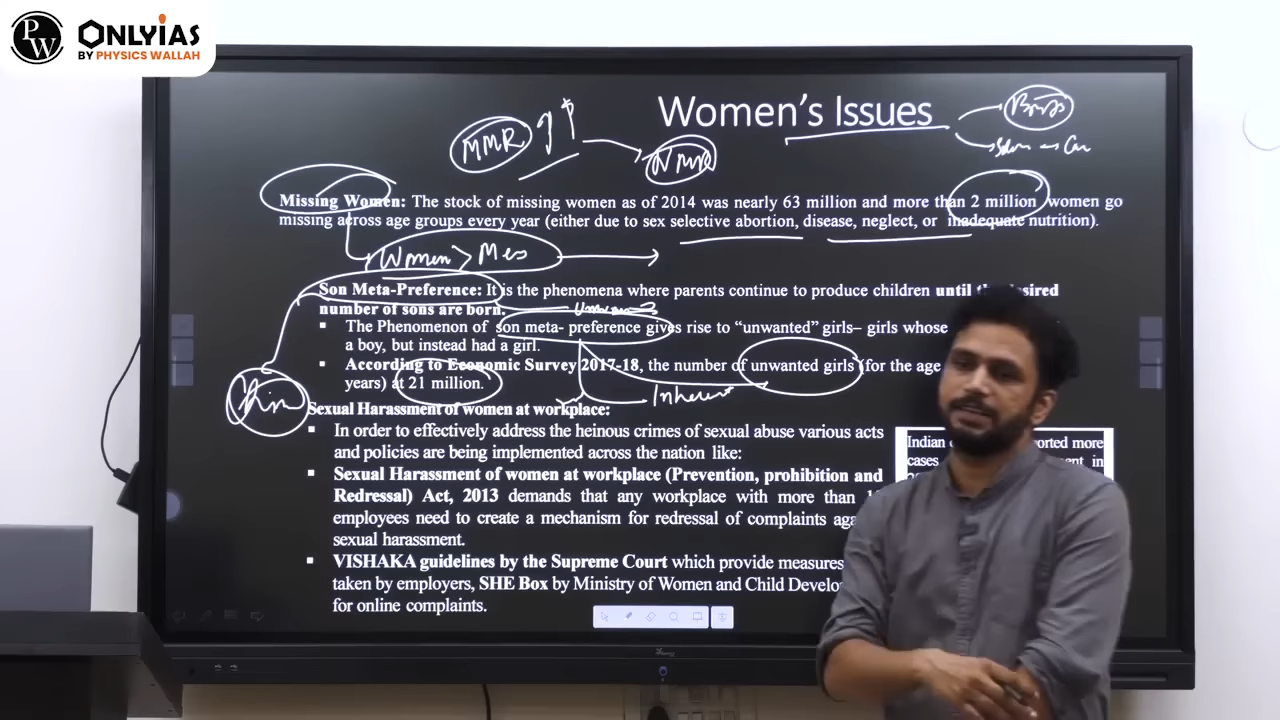 PW
ONLYIAS
BY PHYSICS WALLAH
Women's Issues
MMR
Missing Women: The stock of missing women as of 2014 was nearly 63 million and more than 2 million women go
missing across age groups every year (either due to sex selective abortion, disease, neglect, or inadequate nutrition).
Women > Men
Son Meta-Preference: It is the phenomena where parents continue to produce children until the desired
number of sons are born.
▪ The Phenomenon of son meta- preference gives rise to “unwanted” girls– girls whose
a boy, but instead had a girl.
▪ According to Economic Survey 2017-18, the number of unwanted girls (for the age
years) at 21 million.
Inherent
Sexual Harassment of women at workplace:
▪ In order to effectively address the heinous crimes of sexual abuse various acts
and policies are being implemented across the nation like:
▪ Sexual Harassment of women at workplace (Prevention, prohibition and
Redressal) Act, 2013 demands that any workplace with more than
employees need to create a mechanism for redressal of complaints aga
sexual harassment.
▪ VISHAKA guidelines by the Supreme Court which provide measures
taken by employers, SHE Box by Ministry of Women and Child Develo
for online complaints.
Indian orted more
cases ent in